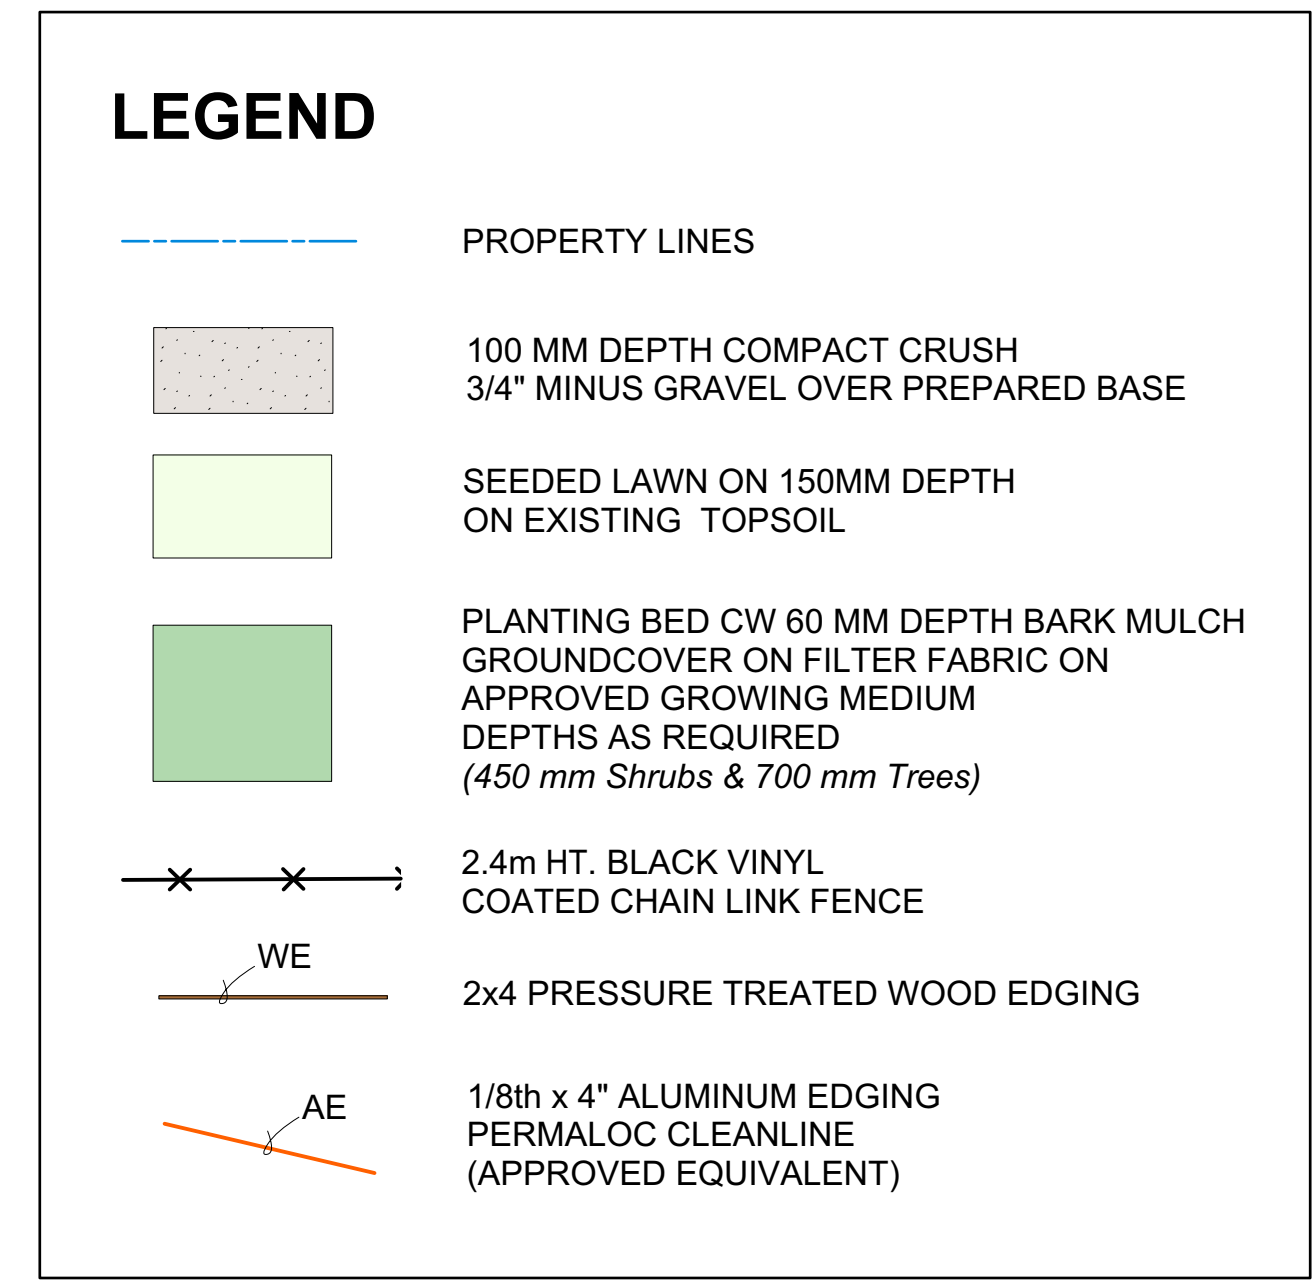 LEGEND
PROPERTY LINES
100 MM DEPTH COMPACT CRUSH
3/4" MINUS GRAVEL OVER PREPARED BASE
SEEDED LAWN ON 150MM DEPTH
ON EXISTING TOPSOIL
PLANTING BED CW 60 MM DEPTH BARK MULCH
GROUNDCOVER ON FILTER FABRIC ON
APPROVED GROWING MEDIUM
DEPTHS AS REQUIRED
(450 mm Shrubs & 700 mm Trees)
2.4m HT. BLACK VINYL
COATED CHAIN LINK FENCE
WE
2x4 PRESSURE TREATED WOOD EDGING
AE
1/8th x 4" ALUMINUM EDGING
PERMALOC CLEANLINE
(APPROVED EQUIVALENT)